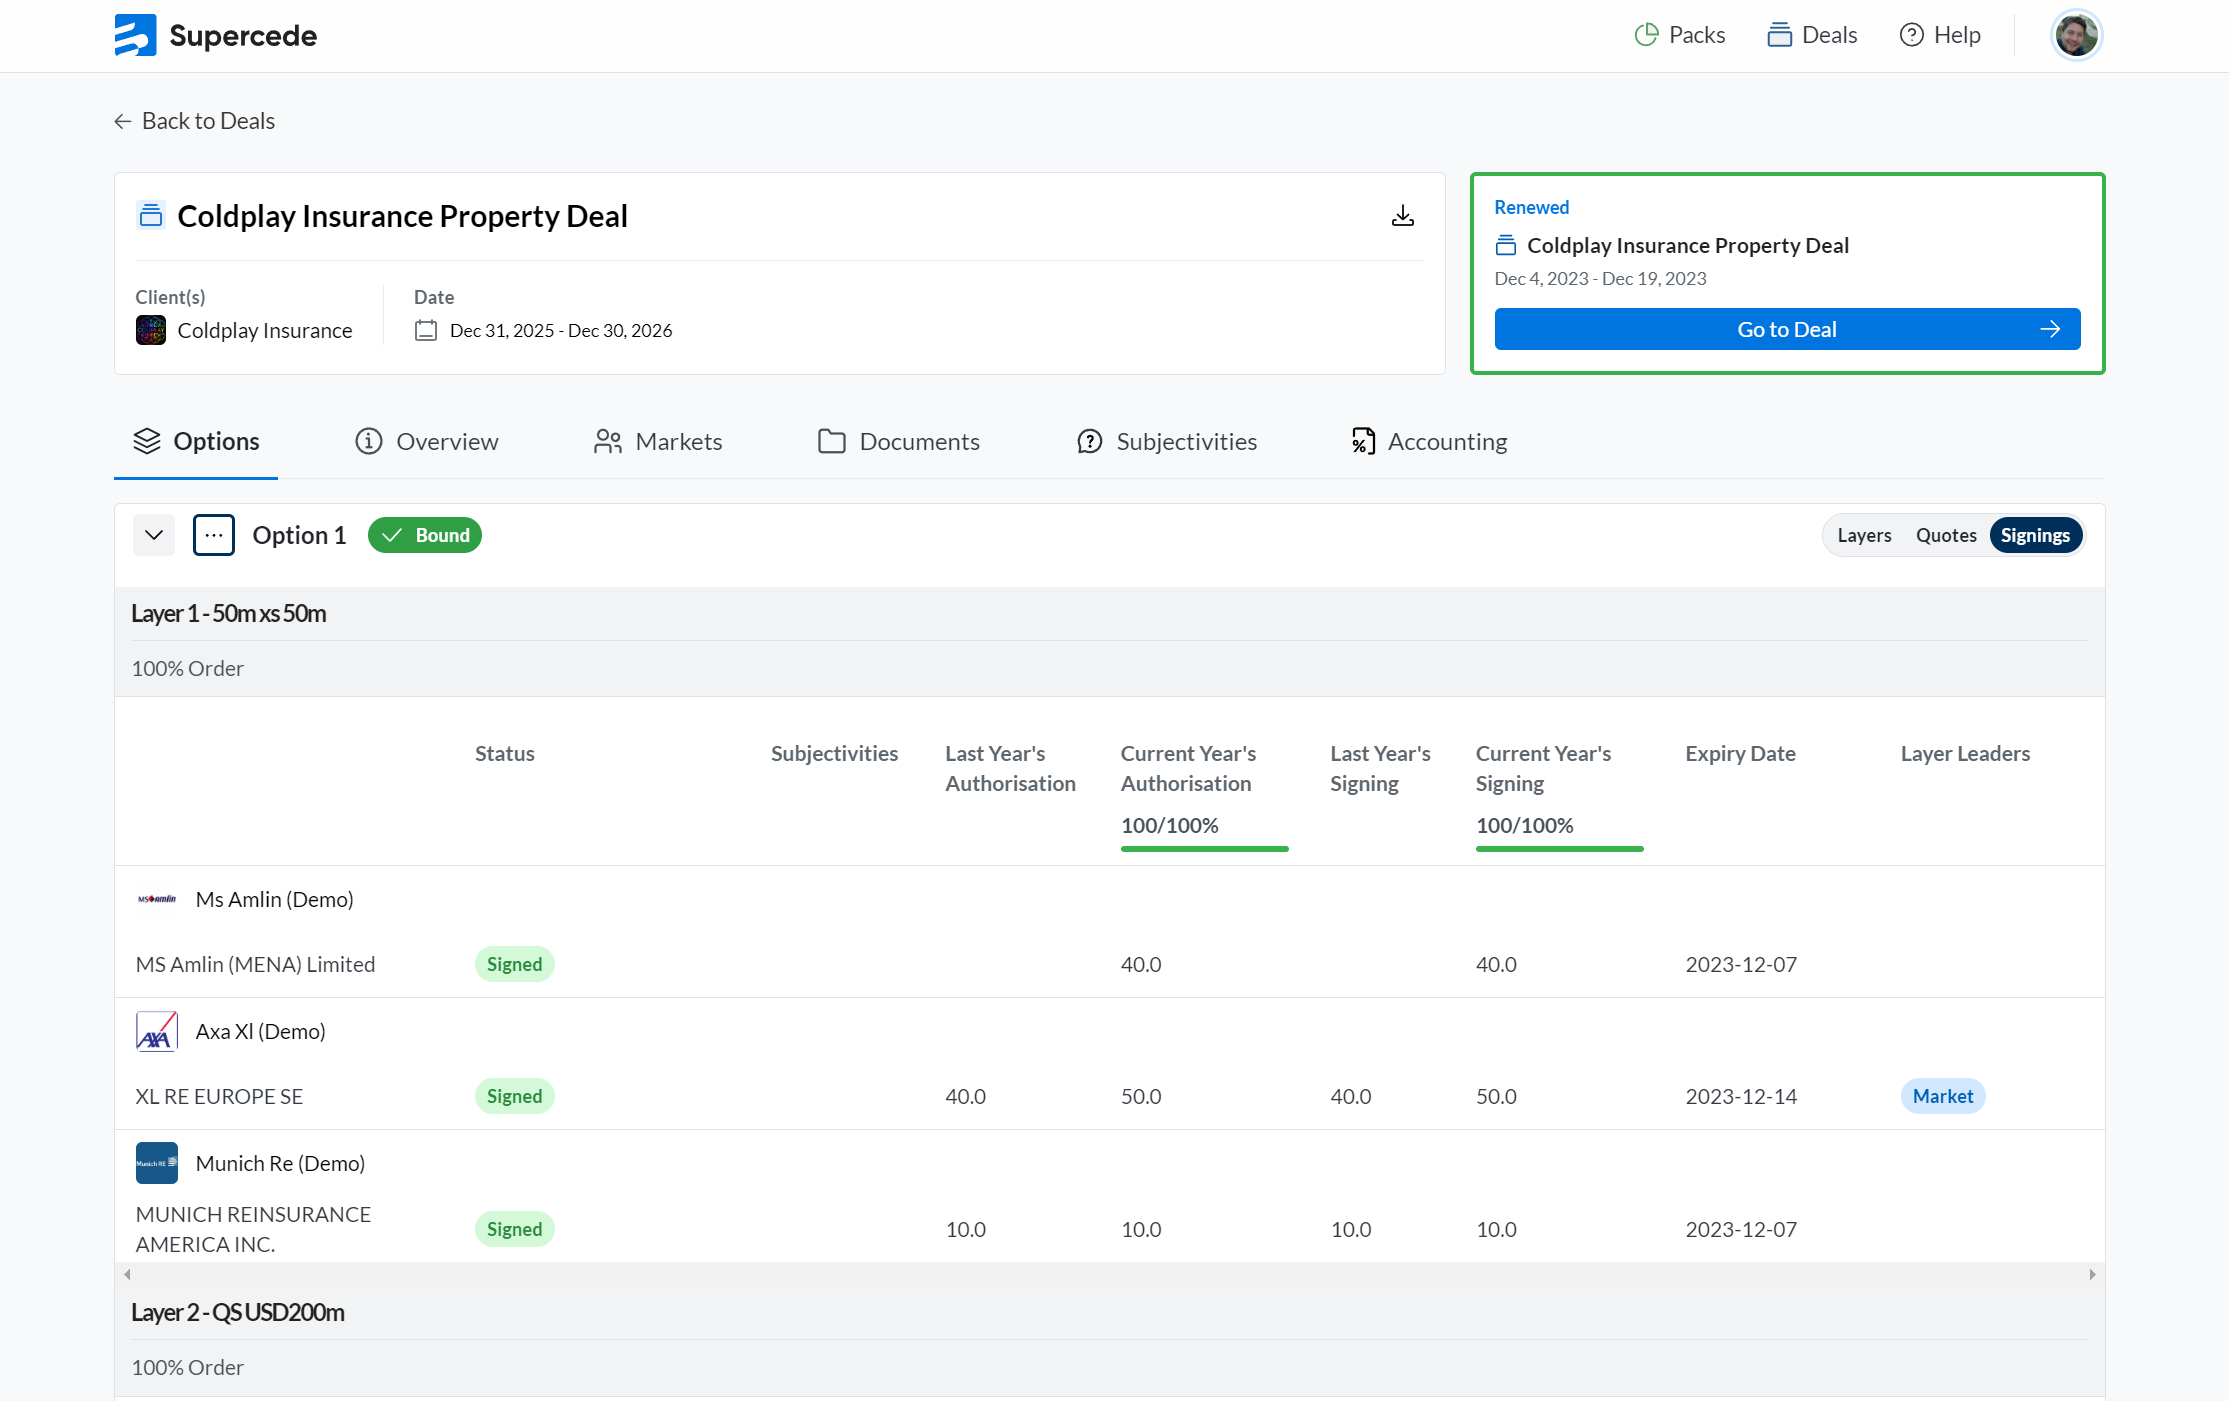 Supercede
Packs
Deals
Help
Back to Deals
Coldplay Insurance Property Deal
Client(s)
Coldplay Insurance
Date
Dec 31, 2025 - Dec 30, 2026
Renewed
Coldplay Insurance Property Deal
Dec 4, 2023 - Dec 19, 2023
Go to Deal
Options
Overview
Markets
Documents
Subjectivities
Accounting
Option 1
Bound
Layers
Quotes
Signings
Layer 1 - 50m xs 50m
100% Order
Status
Subjectivities
Last Year's
Authorisation
Current Year's
Authorisation
100/100%
Last Year's
Signing
Current Year's
Signing
100/100%
Expiry Date
Layer Leaders
MS Amlin
Ms Amlin (Demo)
MS Amlin (MENA) Limited
Signed
40.0
40.0
2023-12-07
AXA
Axa Xl (Demo)
XL RE EUROPE SE
Signed
40.0
50.0
40.0
50.0
2023-12-14
Market
Munich RE
Munich Re (Demo)
MUNICH REINSURANCE
AMERICA INC.
Signed
10.0
10.0
10.0
10.0
2023-12-07
Layer 2 - QS USD200m
100% Order